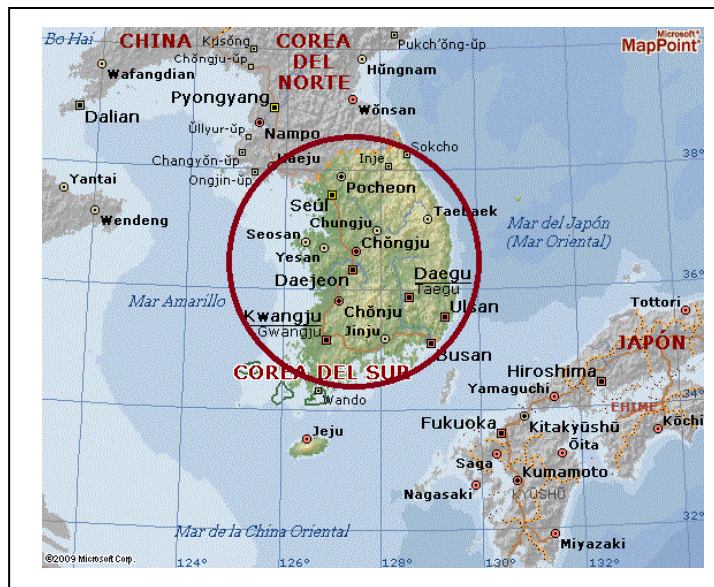 Microsoft®
MapPoint®
Bo Hai
CHINA
Kusŏng
COREA
DEL
NORTE
Pukch'ŏng-ŭp
Chŏngju-ŭp
Wafangdian
Hŭngnam
Pyongyang
Dalian
Wŏnsan
Nampo
Ŭllyur-ŭp
Sokcho
38°
Changyŏn-ŭp
Haeju
Inje
Ongjin-ŭp
Pocheon
Yantai
Seúl
Wendeng
Chungju
Taebaek
Mar del Japón
(Mar Oriental)
Seosan
Chŏngju
Yesan
Daejeon
Daegu
Taegu
36°
Mar Amarillo
Kwangju
Gwangju
Chŏnju
Ulsan
Tottori
Jinju
Busan
JAPÓN
COREA DEL SUR
Hiroshima
Yamaguchi
Wando
34°
EHIME
Fukuoka
Kitakyūshū
Kōchi
Jeju
Saga
Ōita
Kumamoto
Nagasaki
KYŪSHŪ
Mar de la China Oriental
32°
Miyazaki
©2009 Microsoft Corp.
124°
126°
128°
130°
132°